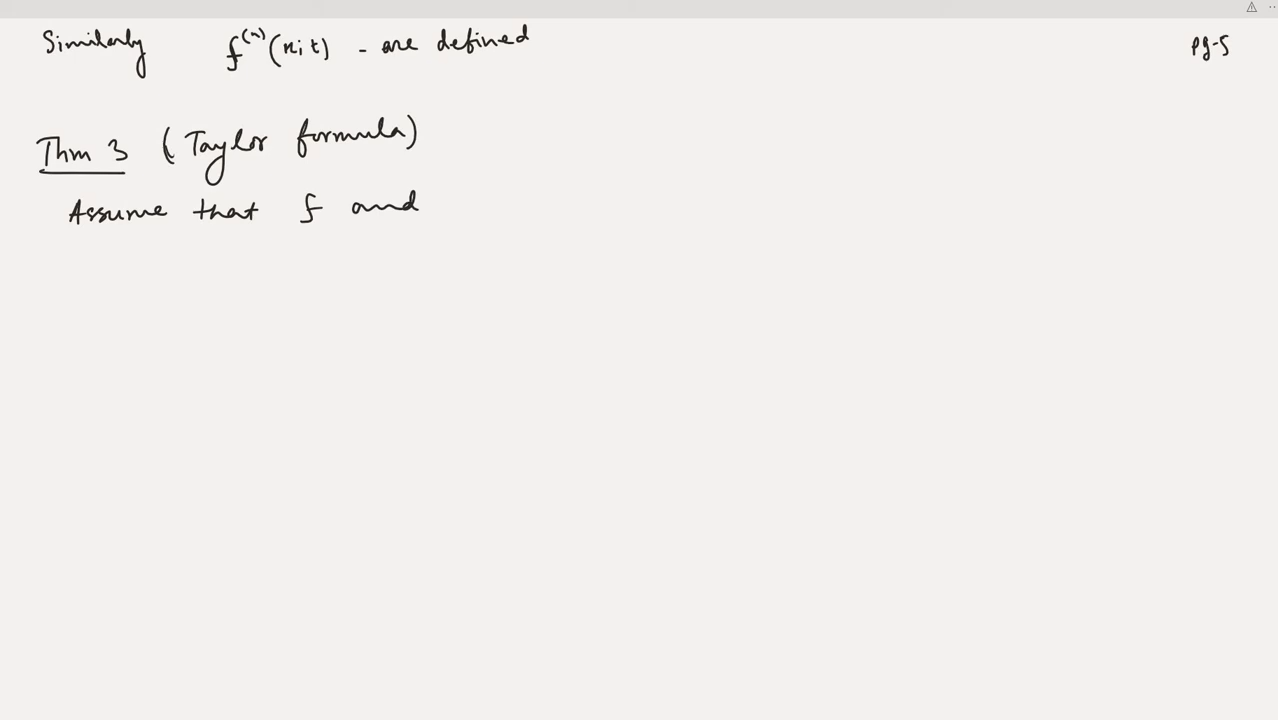 Similarly f^(n)(x; t) - are defined
Pg-5
Thm 3 (Taylor formula)
Assume that f and